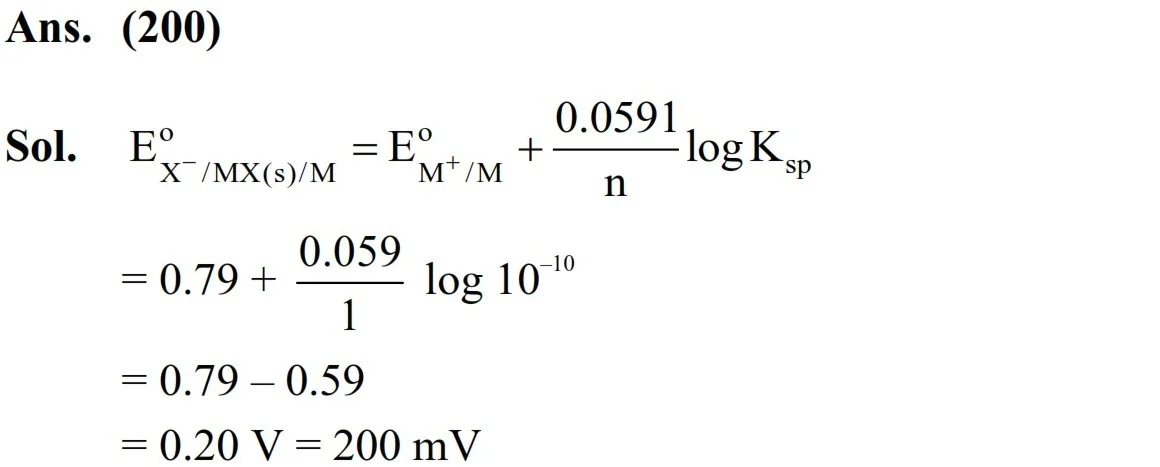 Ans. (200)
Sol. E°X⁻/MX(s)/M = E°M⁺/M + 0.0591/n log Ksp
= 0.79 + 0.059/1 log 10⁻¹⁰
= 0.79 – 0.59
= 0.20 V = 200 mV